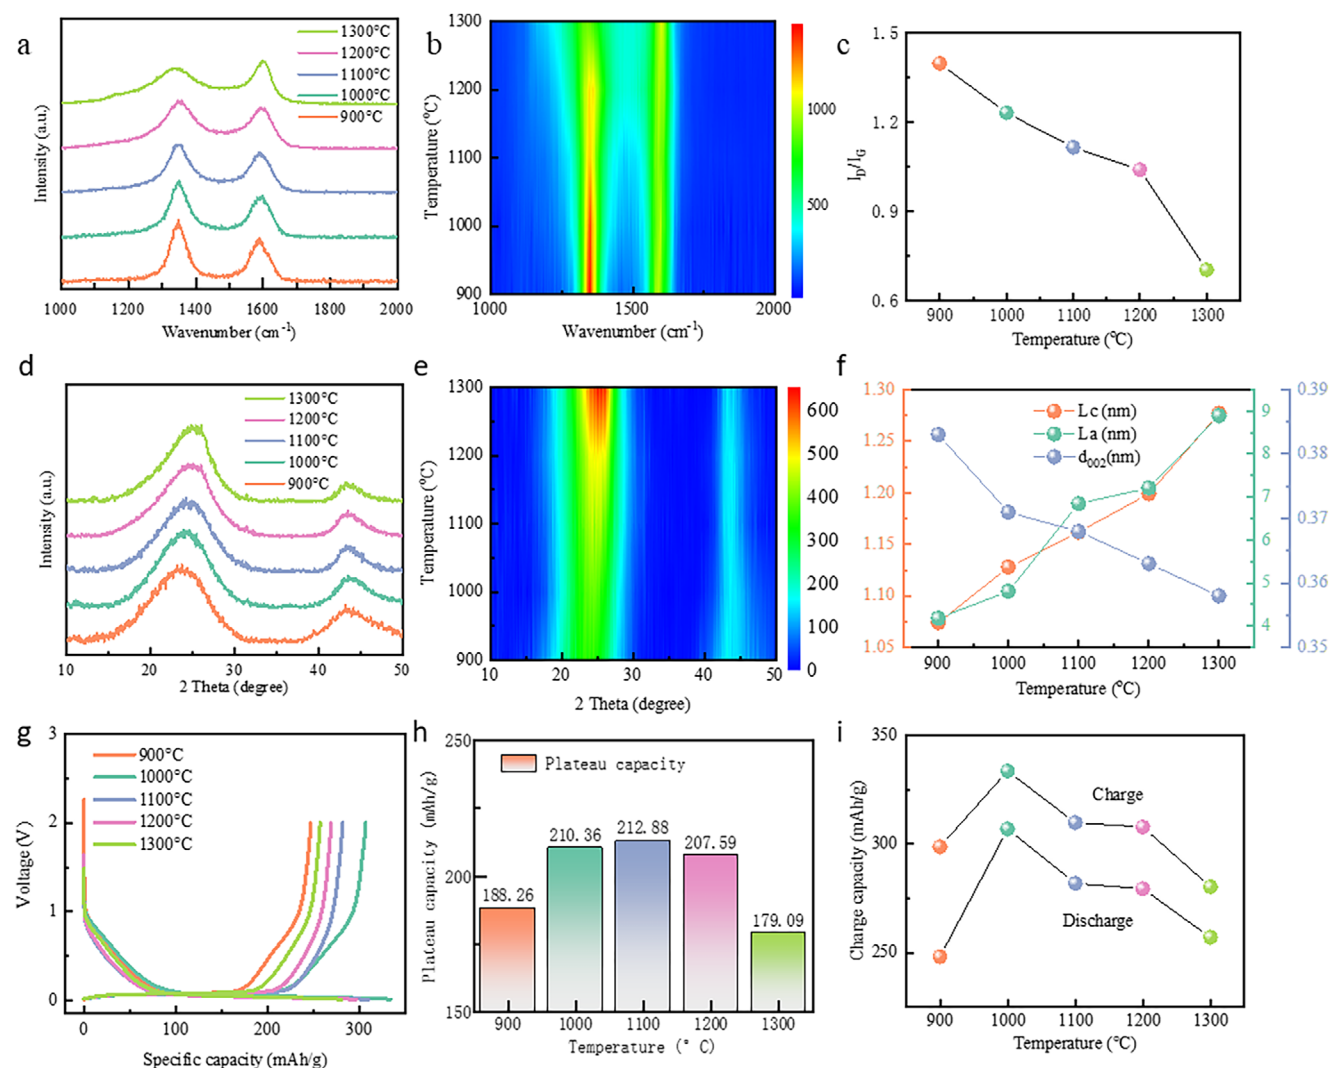 a
1300°C
1200°C
1100°C
1000°C
900°C
Intensity (a.u.)
1000 1200 1400 1600 1800 2000
Wavenumber (cm-1)
b
1300
1200
1100
1000
900
Temperature (°C)
1000 1500 2000
Wavenumber (cm-1)
1000
500
c
1.5
1.2
0.9
0.6
ID/IG
900 1000 1100 1200 1300
Temperature (°C)
d
1300°C
1200°C
1100°C
1000°C
900°C
Intensity (a.u.)
10 20 30 40 50
2 Theta (degree)
e
1300
1200
1100
1000
900
Temperature (°C)
10 20 30 40 50
2 Theta (degree)
600
500
400
300
200
100
0
f
1.30
1.25
1.20
1.15
1.10
1.05
Lc (nm)
La (nm)
d002(nm)
9
8
7
6
5
4
0.39
0.38
0.37
0.36
0.35
900 1000 1100 1200 1300
Temperature (°C)
g
3
2
1
0
Voltage (V)
900°C
1000°C
1100°C
1200°C
1300°C
0 100 200 300
Specific capacity (mAh/g)
h
250
200
150
Plateau capacity (mAh/g)
Plateau capacity
188.26
210.36
212.88
207.59
179.09
900 1000 1100 1200 1300
Temperature (° C)
i
350
300
250
Charge capacity (mAh/g)
Charge
Discharge
900 1000 1100 1200 1300
Temperature (°C)